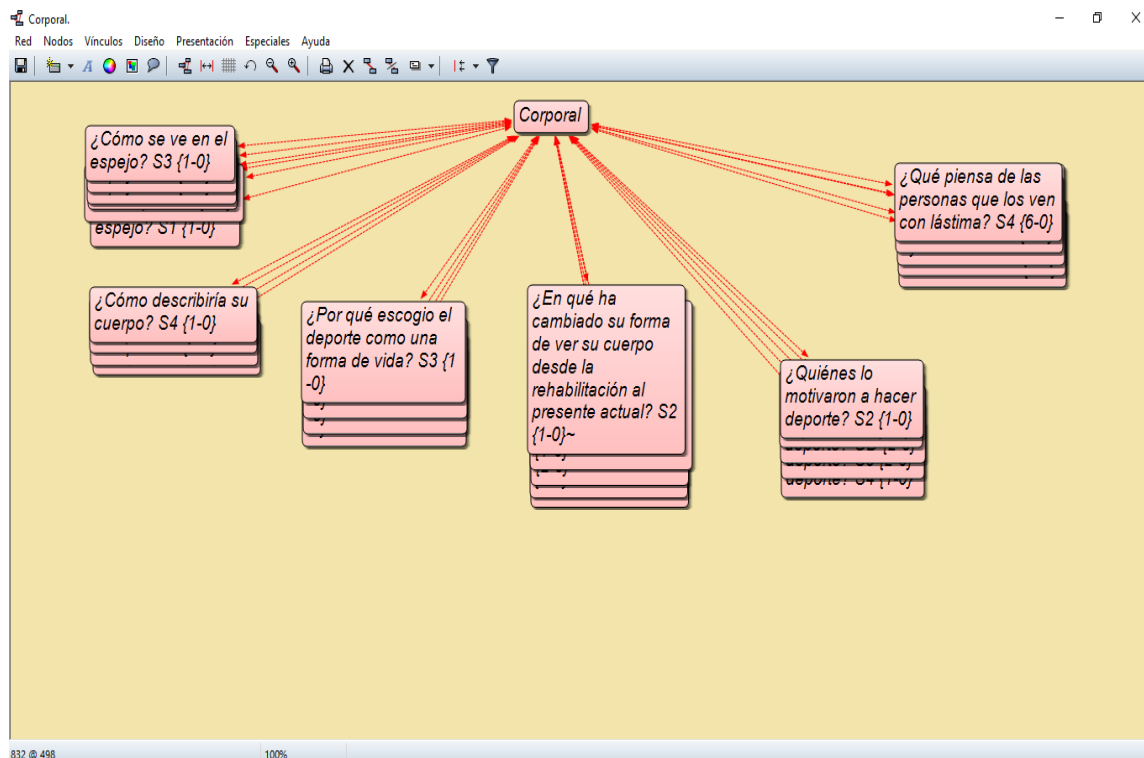 Corporal.
Red Nodos Vínculos Diseño Presentación Especiales Ayuda
Corporal
¿Cómo se ve en el
espejo? S3 {1-0}
espejo? S1 {1-0}
¿Qué piensa de las
personas que los ven
con lástima? S4 {6-0}
¿Cómo describiría su
cuerpo? S4 {1-0}
¿Por qué escogio el
deporte como una
forma de vida? S3 {1
-0}
¿En qué ha
cambiado su forma
de ver su cuerpo
desde la
rehabilitación al
presente actual? S2
{1-0}~
¿Quiénes lo
motivaron a hacer
deporte? S2 {1-0}
deporte? S4 {1-0}
832 @ 498
100%